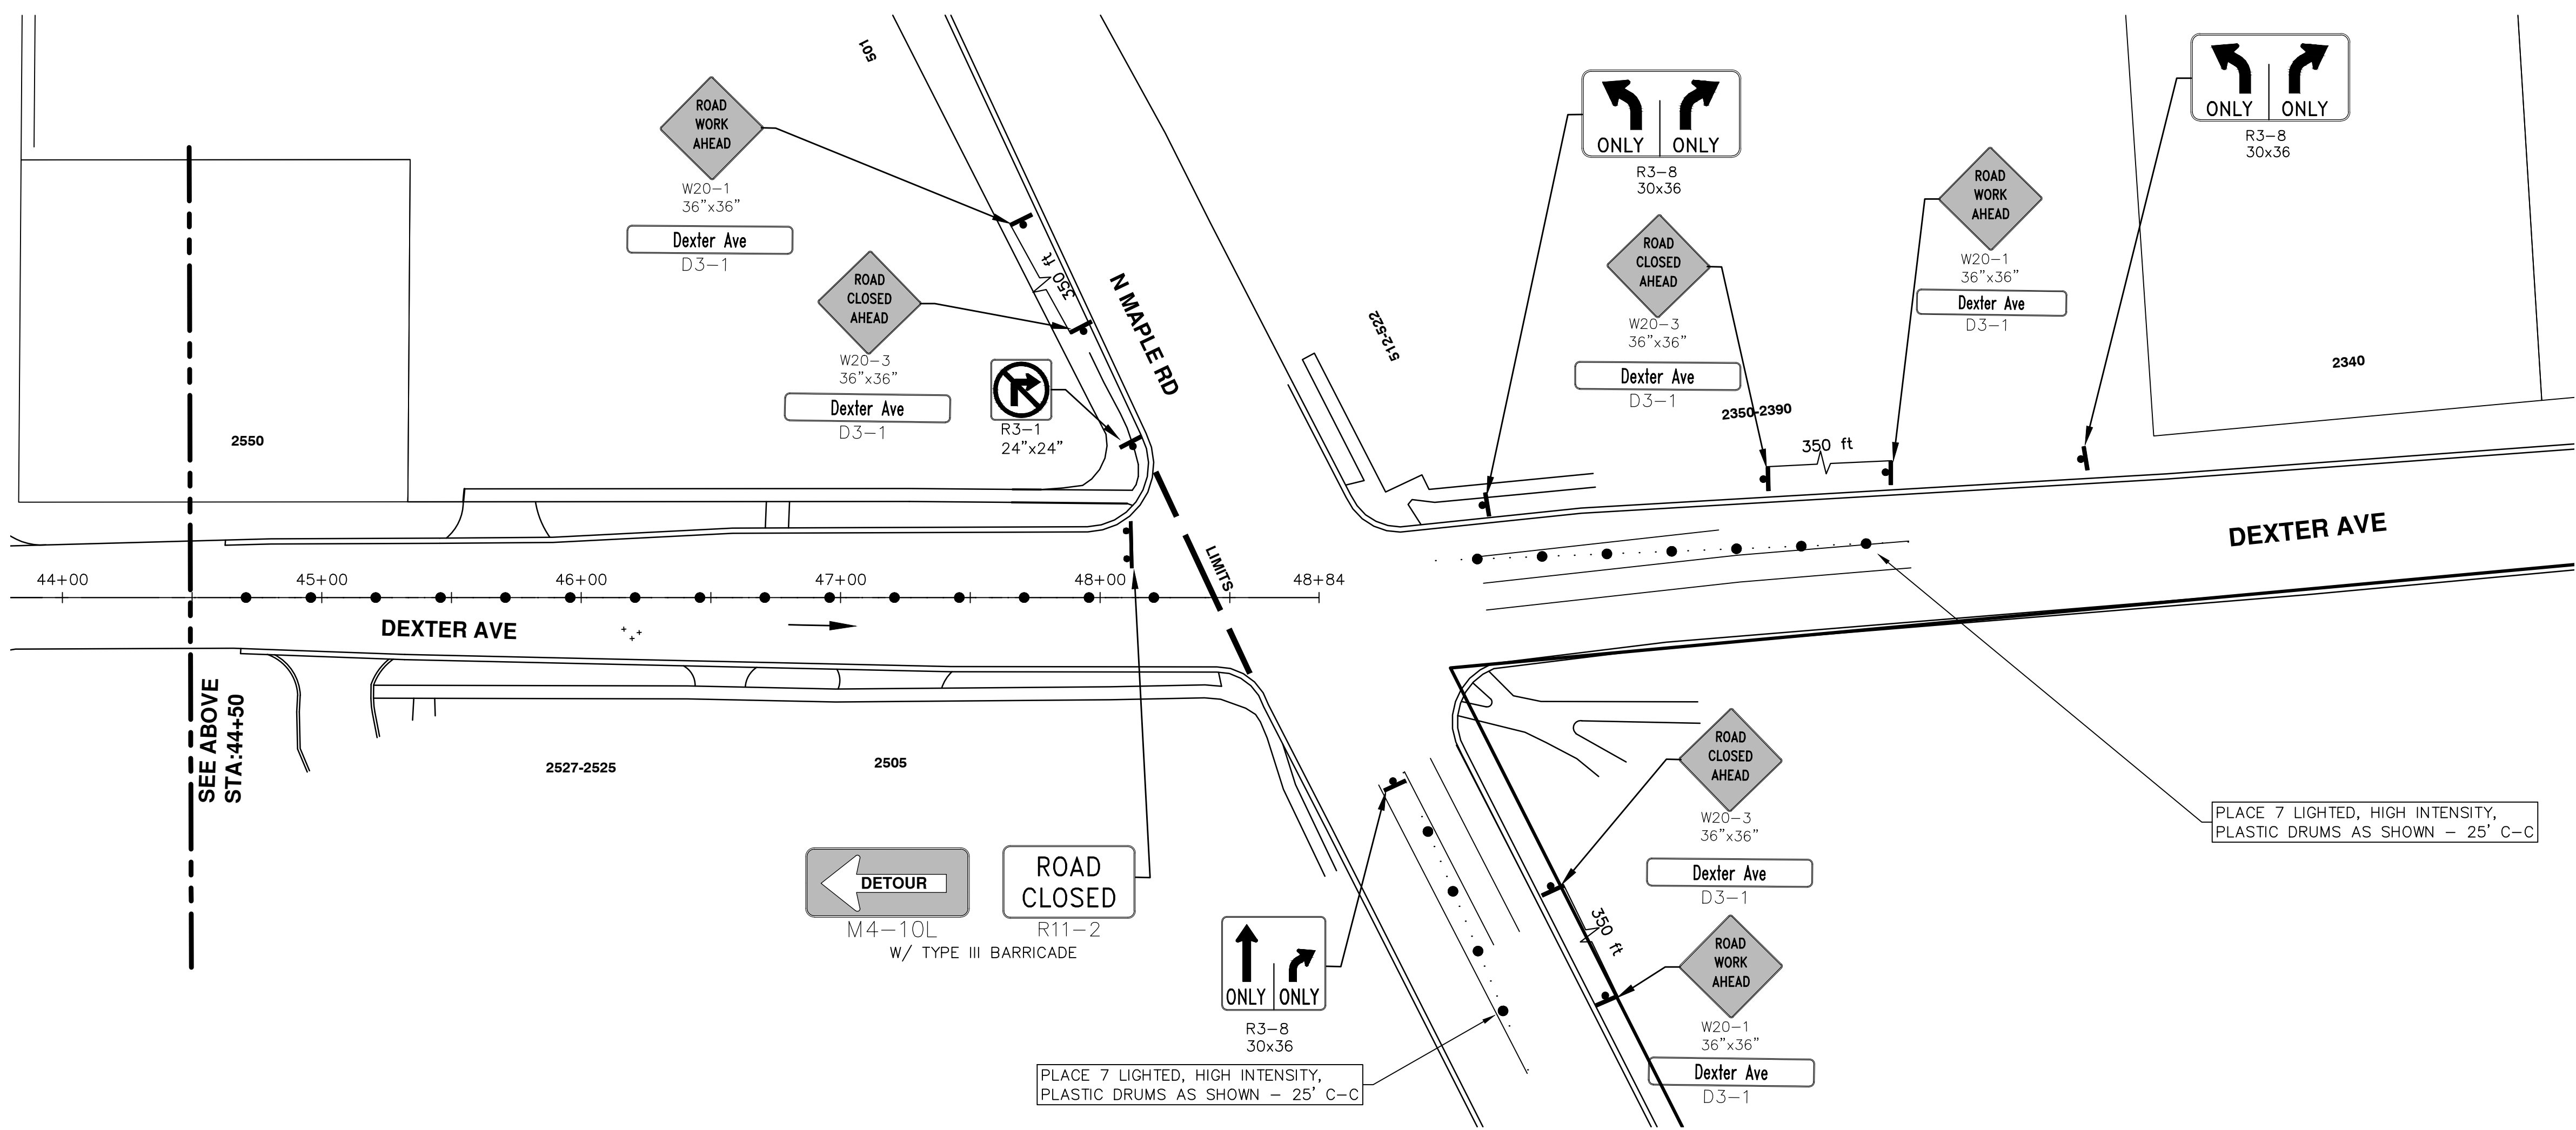 501
ROAD
WORK
AHEAD
W20-1
36"x36"
Dexter Ave
D3-1
ROAD
CLOSED
AHEAD
W20-3
36"x36"
Dexter Ave
D3-1
R3-1
24"x24"
350 ft
N MAPLE RD
ONLY ONLY
R3-8
30x36
ROAD
CLOSED
AHEAD
W20-3
36"x36"
Dexter Ave
D3-1
512-522
2350-2390
350 ft
ROAD
WORK
AHEAD
W20-1
36"x36"
Dexter Ave
D3-1
ONLY ONLY
R3-8
30x36
2340
2550
DEXTER AVE
LIMITS
44+00
45+00
46+00
47+00
48+00
48+84
DEXTER AVE
SEE ABOVE
STA:44+50
2527-2525
2505
DETOUR
M4-10L
ROAD
CLOSED
R11-2
W/ TYPE III BARRICADE
ONLY ONLY
R3-8
30x36
PLACE 7 LIGHTED, HIGH INTENSITY,
PLASTIC DRUMS AS SHOWN - 25' C-C
ROAD
CLOSED
AHEAD
W20-3
36"x36"
Dexter Ave
D3-1
350 ft
ROAD
WORK
AHEAD
W20-1
36"x36"
Dexter Ave
D3-1
PLACE 7 LIGHTED, HIGH INTENSITY,
PLASTIC DRUMS AS SHOWN - 25' C-C